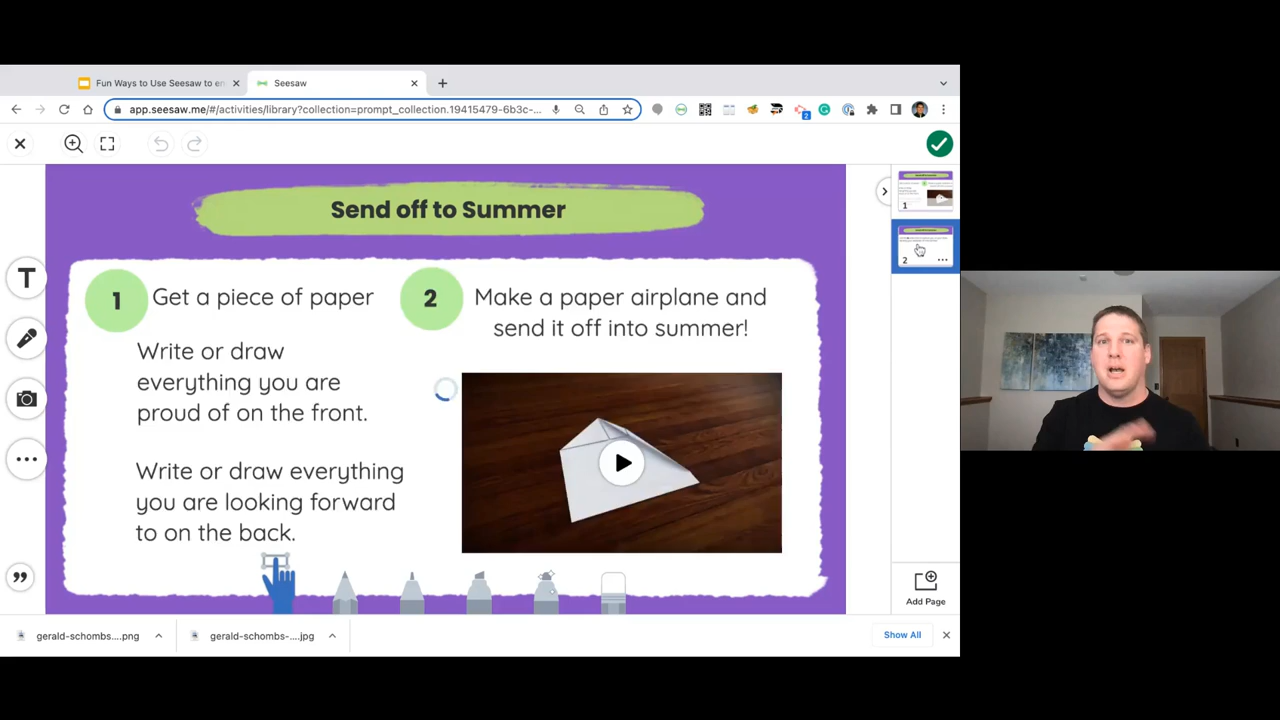 Fun Ways to Use Seesaw to en
Seesaw
app.seesaw.me/#/activities/library?collection=prompt_collection.19415479-6b3c-...
2
Send off to Summer
1
Get a piece of paper
Write or draw
everything you are
proud of on the front.
Write or draw everything
you are looking forward
to on the back.
2
Make a paper airplane and
send it off into summer!
T
1
2
Add Page
gerald-schombs....png
gerald-schombs-...jpg
Show All